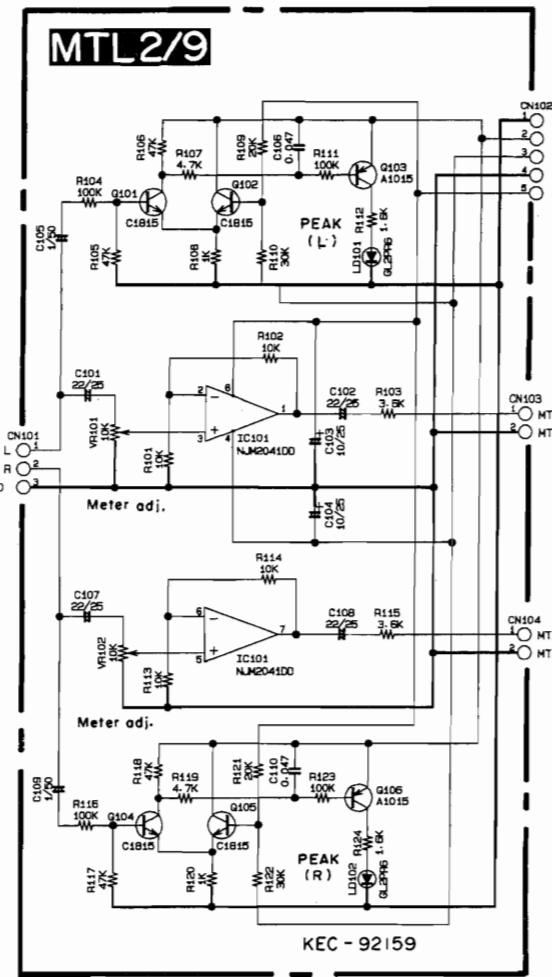 MTL2/9
CN102
1
2
3
4
5
R106
47K
R107
4.7K
R109
20K
C106
0.047
R111
100K
Q103
A1015
R104
100K
Q101
C1815
Q102
C1815
PEAK
(L)
R112
1.6K
LD101
GL2PR6
C105
1/50
R105
47K
R108
1K
R110
30K
R102
10K
C101
22/25
2
8
3
4
1
IC101
NJM2041DD
C102
22/25
R103
3.6K
CN103
1
MT
2
MT
VR101
10K
R101
10K
C103
10/25
CN101
L
1
R
2
3
Meter adj.
C104
10/25
R114
10K
C107
22/25
6
5
7
IC101
NJM2041DD
C108
22/25
R115
3.6K
CN104
1
MT
2
MT
VR102
10K
R113
10K
Meter adj.
R118
47K
R119
4.7K
R121
20K
C110
0.047
R123
100K
Q106
A1015
C109
1/50
R116
100K
Q104
C1815
Q105
C1815
PEAK
(R)
R124
1.6K
LD102
GL2PR6
R117
47K
R120
1K
R122
30K
KEC-92159